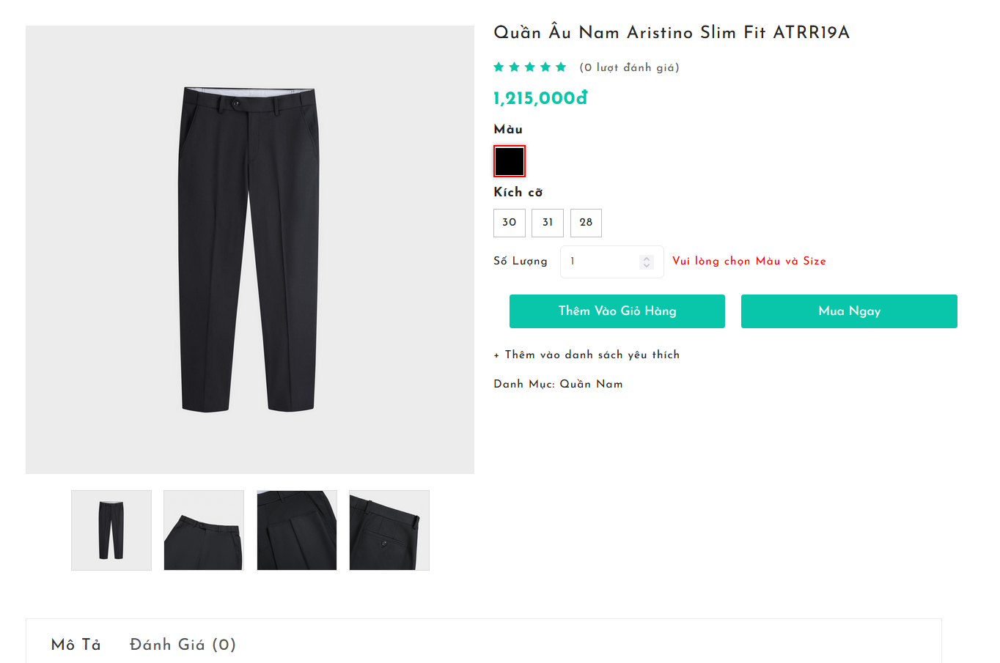 Quần Âu Nam Aristino Slim Fit ATRR19A
(0 lượt đánh giá)
1,215,000đ
Màu
Kích cỡ
30 31 28
Số Lượng 1 Vui lòng chọn Màu và Size
Thêm Vào Giỏ Hàng Mua Ngay
+ Thêm vào danh sách yêu thích
Danh Mục: Quần Nam
Mô Tả Đánh Giá (0)